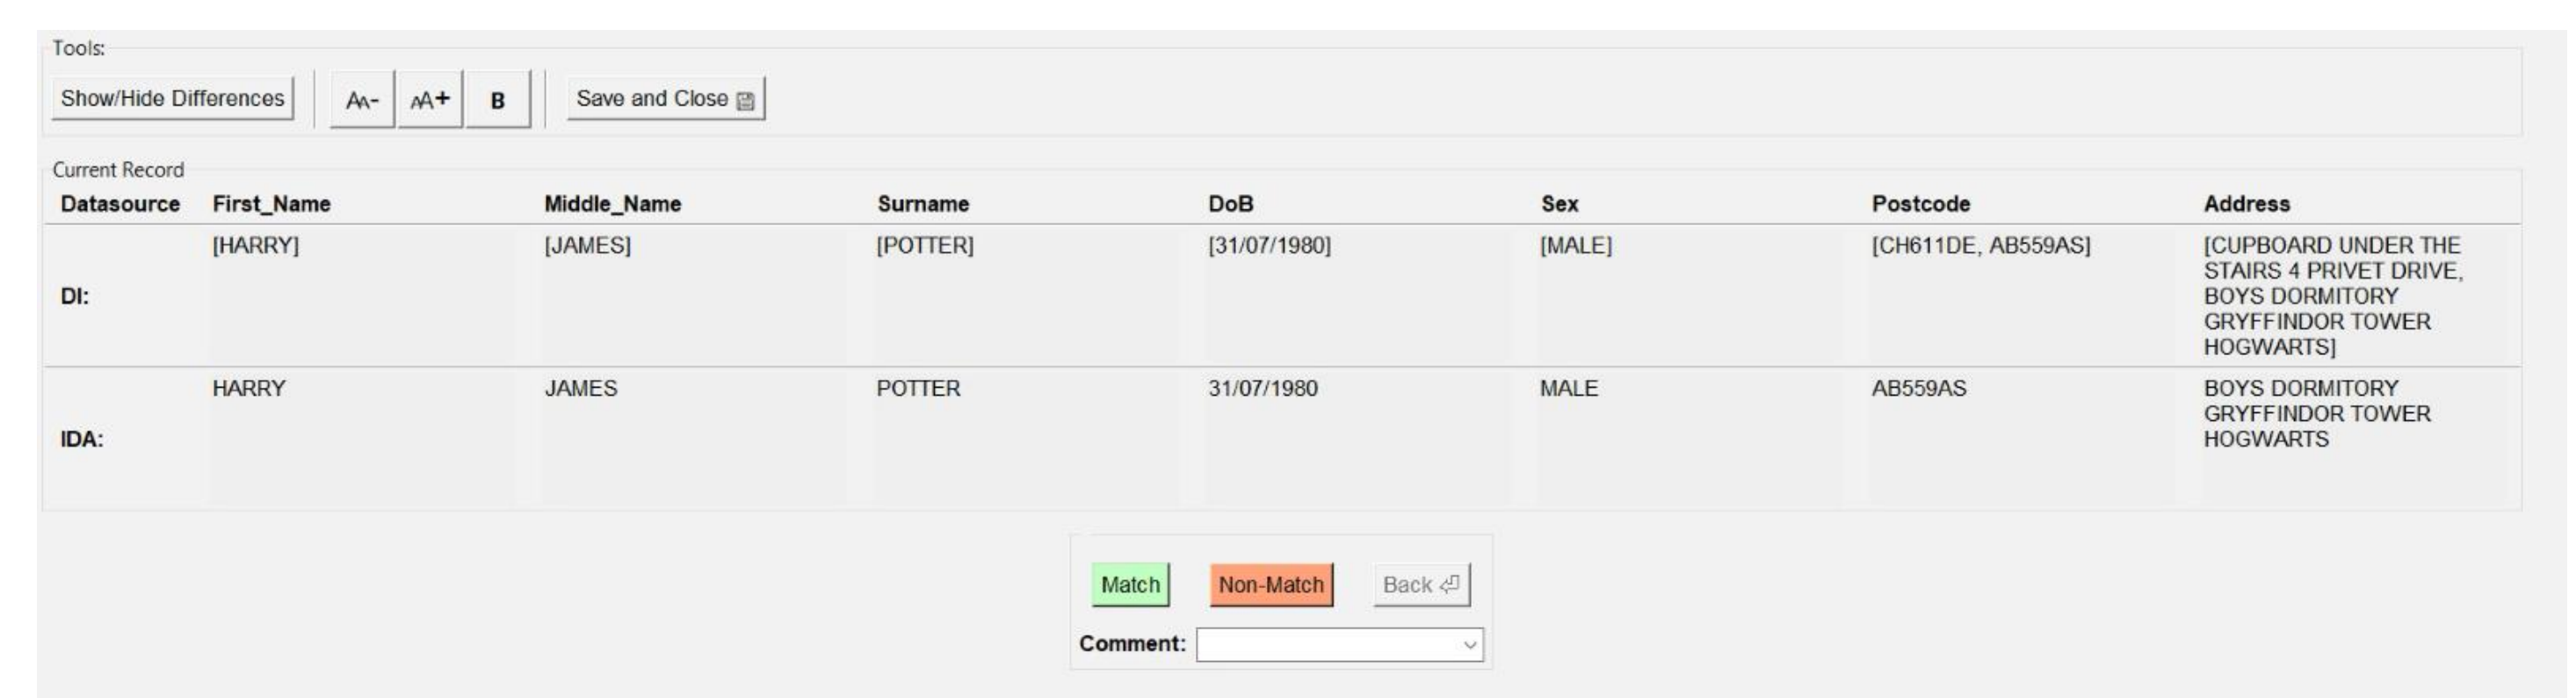 Tools:
Show/Hide Differences AA- AA+ B Save and Close
Current Record
Datasource First_Name Middle_Name Surname DoB Sex Postcode Address
[HARRY] [JAMES] [POTTER] [31/07/1980] [MALE] [CH611DE, AB559AS] [CUPBOARD UNDER THE
STAIRS 4 PRIVET DRIVE,
DI: BOYS DORMITORY
GRYFFINDOR TOWER
HOGWARTS]
HARRY JAMES POTTER 31/07/1980 MALE AB559AS BOYS DORMITORY
GRYFFINDOR TOWER
IDA: HOGWARTS
Match Non-Match Back
Comment: